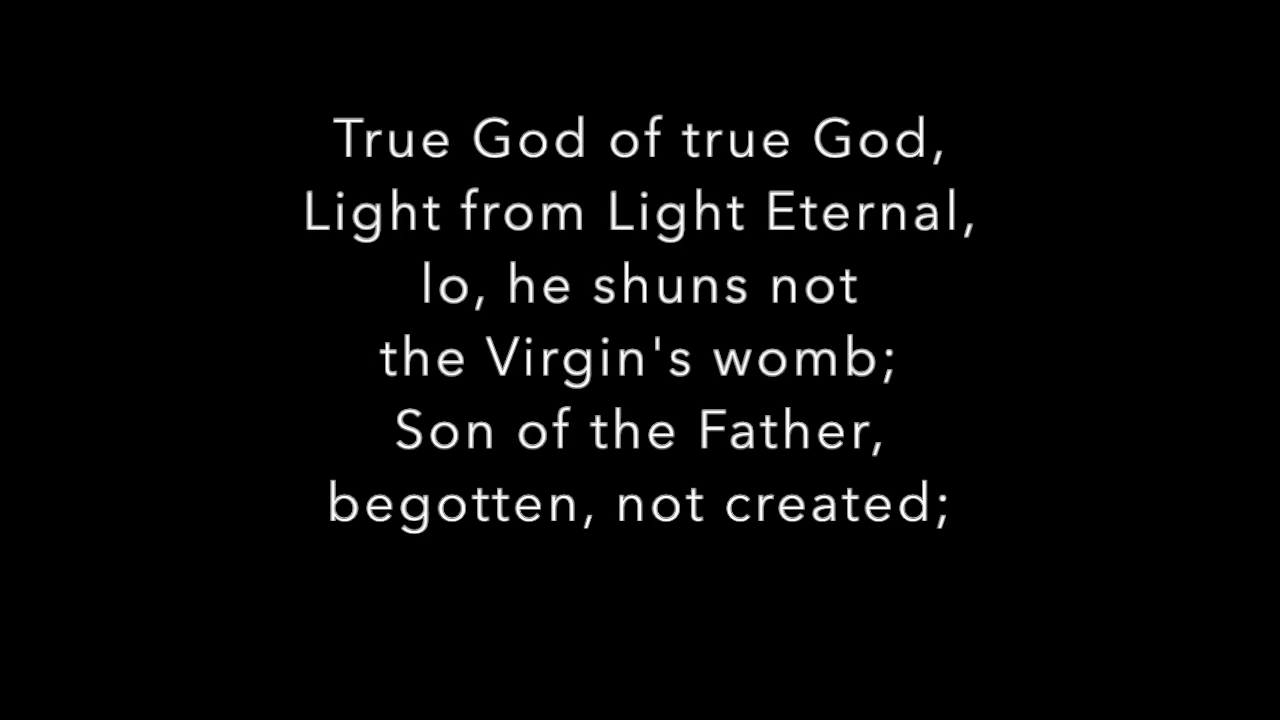 True God of true God,
Light from Light Eternal,
lo, he shuns not
the Virgin's womb;
Son of the Father,
begotten, not created;